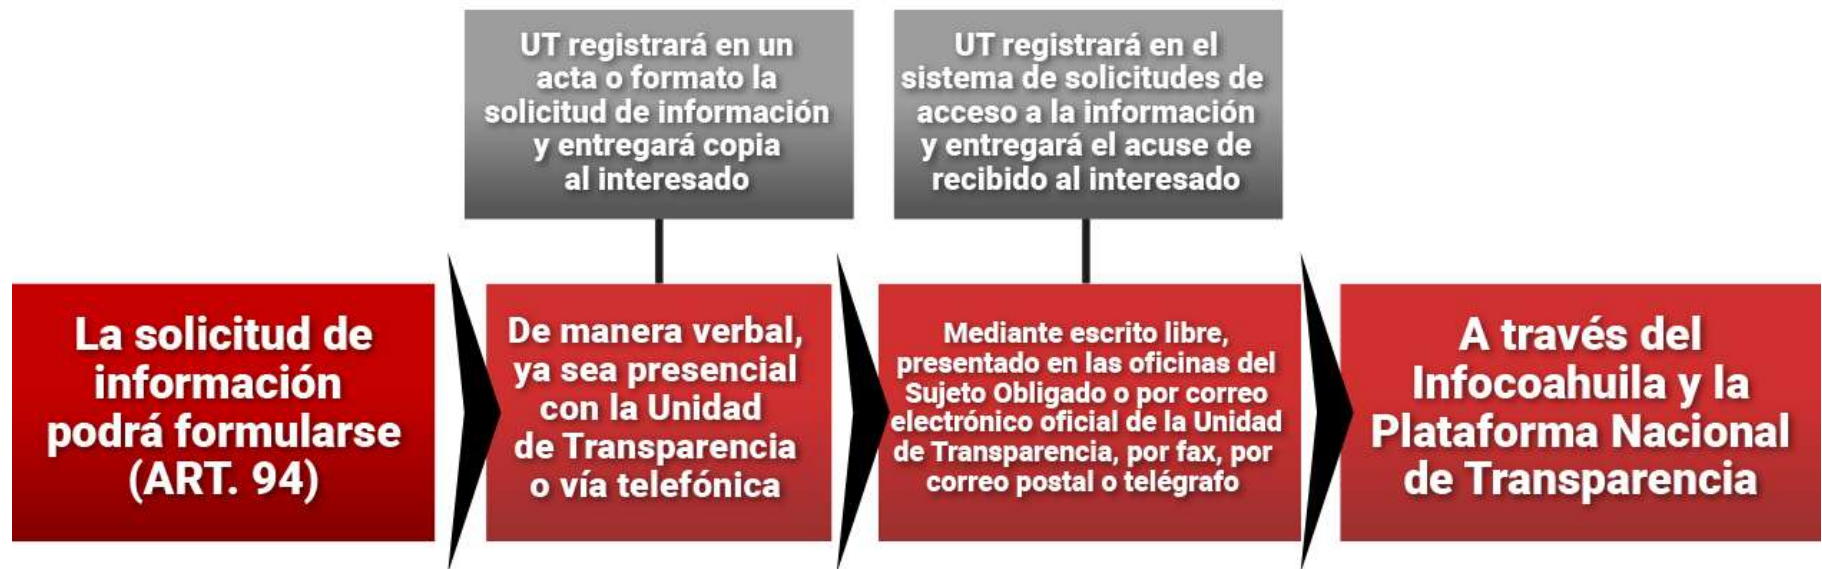 UT registrará en un
acta o formato la
solicitud de información
y entregará copia
al interesado
UT registrará en el
sistema de solicitudes de
acceso a la información
y entregará el acuse de
recibido al interesado
La solicitud de
información
podrá formularse
(ART. 94)
De manera verbal,
ya sea presencial
con la Unidad
de Transparencia
o vía telefónica
Mediante escrito libre,
presentado en las oficinas del
Sujeto Obligado o por correo
electrónico oficial de la Unidad
de Transparencia, por fax, por
correo postal o telégrafo
A través del
Infocoahuila y la
Plataforma Nacional
de Transparencia